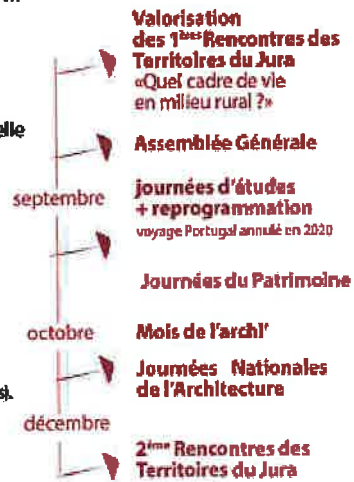 Valorisation
des 1ères Rencontres des
Territoires du Jura
«Quel cadre de vie
en milieu rural ?»
elle
Assemblée Générale
septembre
journées d'études
+ reprogrammation
voyage Portugal annulé en 2020
Journées du Patrimoine
octobre
Mois de l'archi'
Journées Nationales
de l'Architecture
s).
décembre
2ème Rencontres des
Territoires du Jura